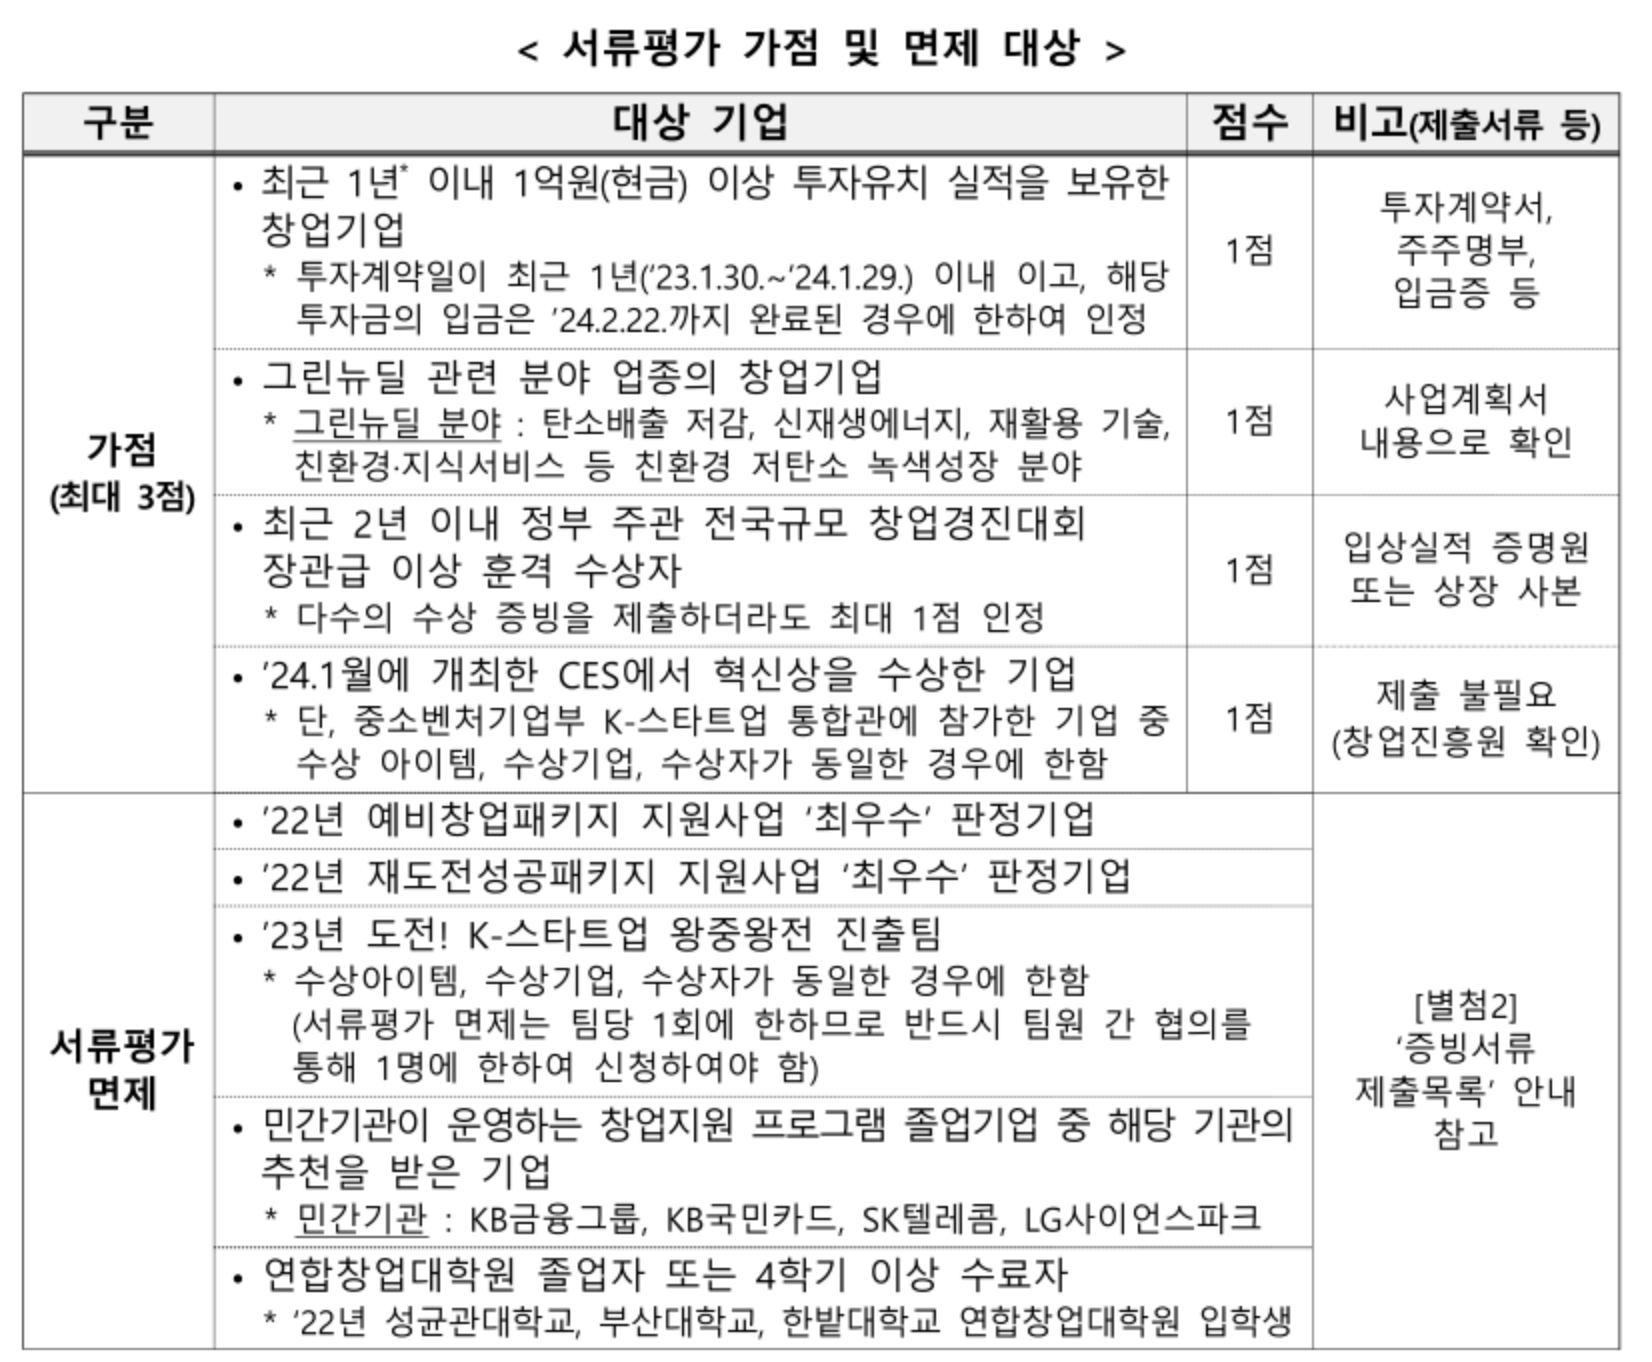 < 서류평가 가점 및 면제 대상 >
구분
대상 기업
점수
비고(제출서류 등)
가점
(최대 3점)
• 최근 1년* 이내 1억원(현금) 이상 투자유치 실적을 보유한
창업기업
* 투자계약일이 최근 1년('23.1.30.~'24.1.29.) 이내 이고, 해당
투자금의 입금은 '24.2.22.까지 완료된 경우에 한하여 인정
1점
투자계약서,
주주명부,
입금증 등
• 그린뉴딜 관련 분야 업종의 창업기업
* 그린뉴딜 분야 : 탄소배출 저감, 신재생에너지, 재활용 기술,
친환경·지식서비스 등 친환경 저탄소 녹색성장 분야
1점
사업계획서
내용으로 확인
• 최근 2년 이내 정부 주관 전국규모 창업경진대회
장관급 이상 훈격 수상자
* 다수의 수상 증빙을 제출하더라도 최대 1점 인정
1점
입상실적 증명원
또는 상장 사본
• '24.1월에 개최한 CES에서 혁신상을 수상한 기업
* 단, 중소벤처기업부 K-스타트업 통합관에 참가한 기업 중
수상 아이템, 수상기업, 수상자가 동일한 경우에 한함
1점
제출 불필요
(창업진흥원 확인)
서류평가
면제
• '22년 예비창업패키지 지원사업 '최우수' 판정기업
• '22년 재도전성공패키지 지원사업 '최우수' 판정기업
• '23년 도전! K-스타트업 왕중왕전 진출팀
* 수상아이템, 수상기업, 수상자가 동일한 경우에 한함
(서류평가 면제는 팀당 1회에 한하므로 반드시 팀원 간 협의를
통해 1명에 한하여 신청하여야 함)
• 민간기관이 운영하는 창업지원 프로그램 졸업기업 중 해당 기관의
추천을 받은 기업
* 민간기관 : KB금융그룹, KB국민카드, SK텔레콤, LG사이언스파크
• 연합창업대학원 졸업자 또는 4학기 이상 수료자
* '22년 성균관대학교, 부산대학교, 한밭대학교 연합창업대학원 입학생
[별첨2]
'증빙서류
제출목록' 안내
참고